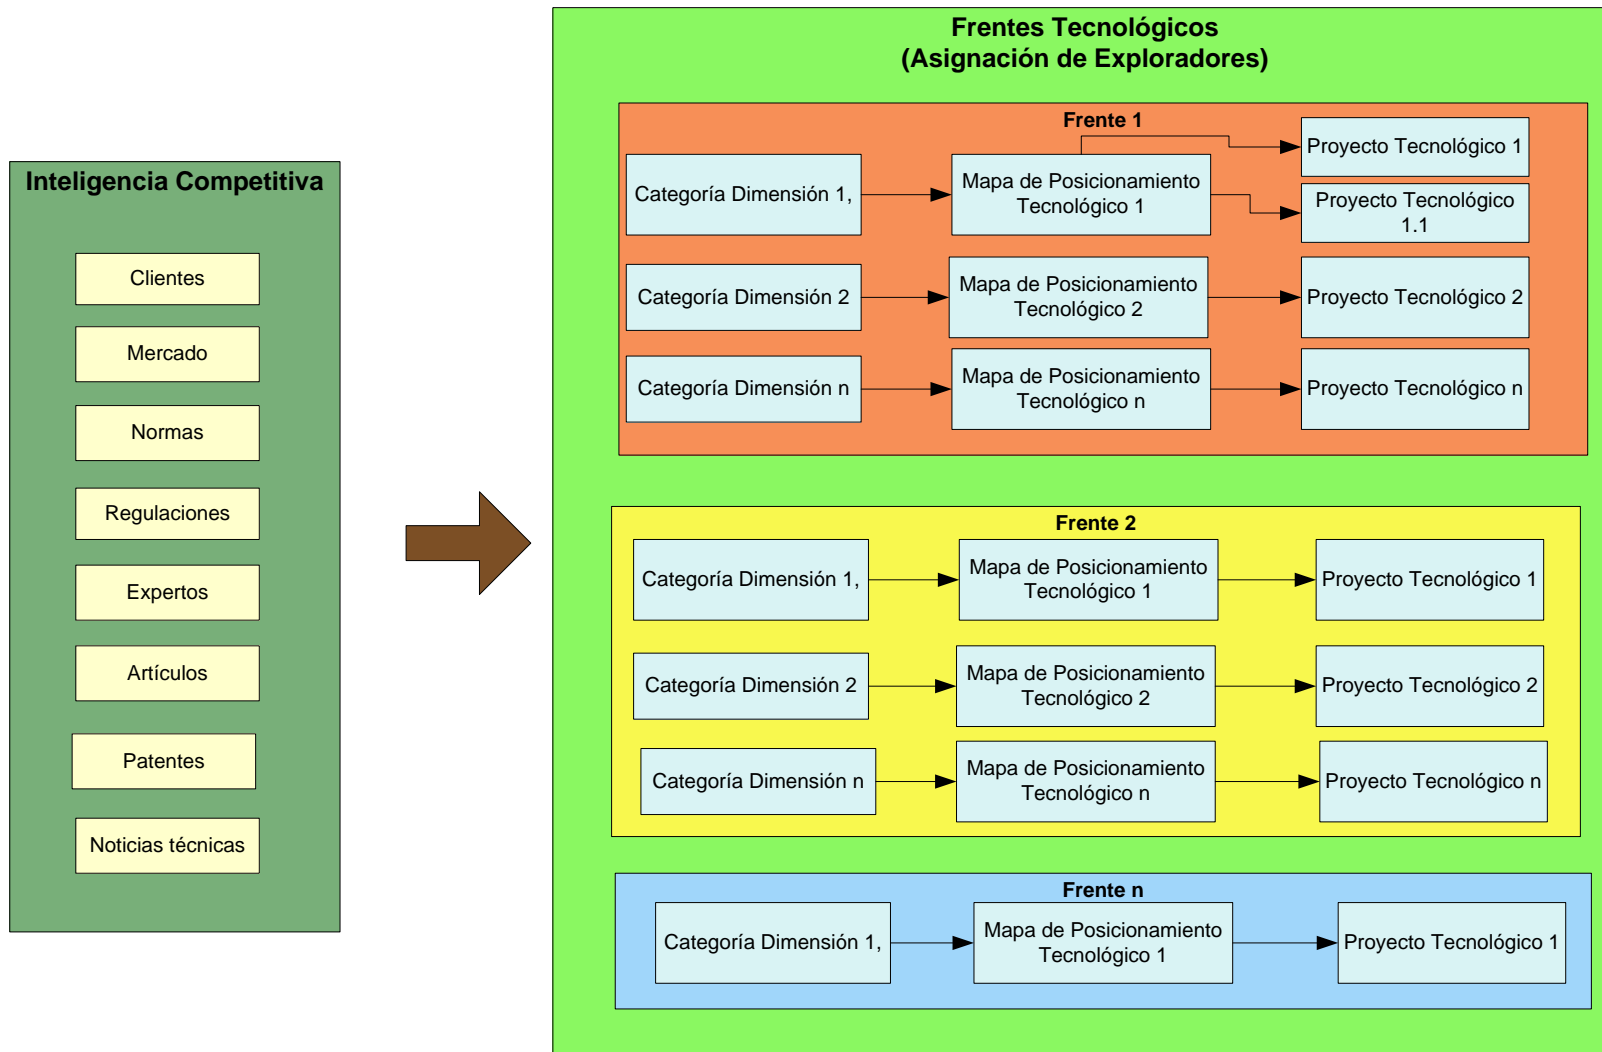 Frentes Tecnológicos
(Asignación de Exploradores)
Inteligencia Competitiva
Clientes
Mercado
Normas
Regulaciones
Expertos
Artículos
Patentes
Noticias técnicas
Frente 1
Categoría Dimensión 1,
Mapa de Posicionamiento
Tecnológico 1
Proyecto Tecnológico 1
Proyecto Tecnológico
1.1
Categoría Dimensión 2
Mapa de Posicionamiento
Tecnológico 2
Proyecto Tecnológico 2
Categoría Dimensión n
Mapa de Posicionamiento
Tecnológico n
Proyecto Tecnológico n
Frente 2
Categoría Dimensión 1,
Mapa de Posicionamiento
Tecnológico 1
Proyecto Tecnológico 1
Categoría Dimensión 2
Mapa de Posicionamiento
Tecnológico 2
Proyecto Tecnológico 2
Categoría Dimensión n
Mapa de Posicionamiento
Tecnológico n
Proyecto Tecnológico n
Frente n
Categoría Dimensión 1,
Mapa de Posicionamiento
Tecnológico 1
Proyecto Tecnológico 1